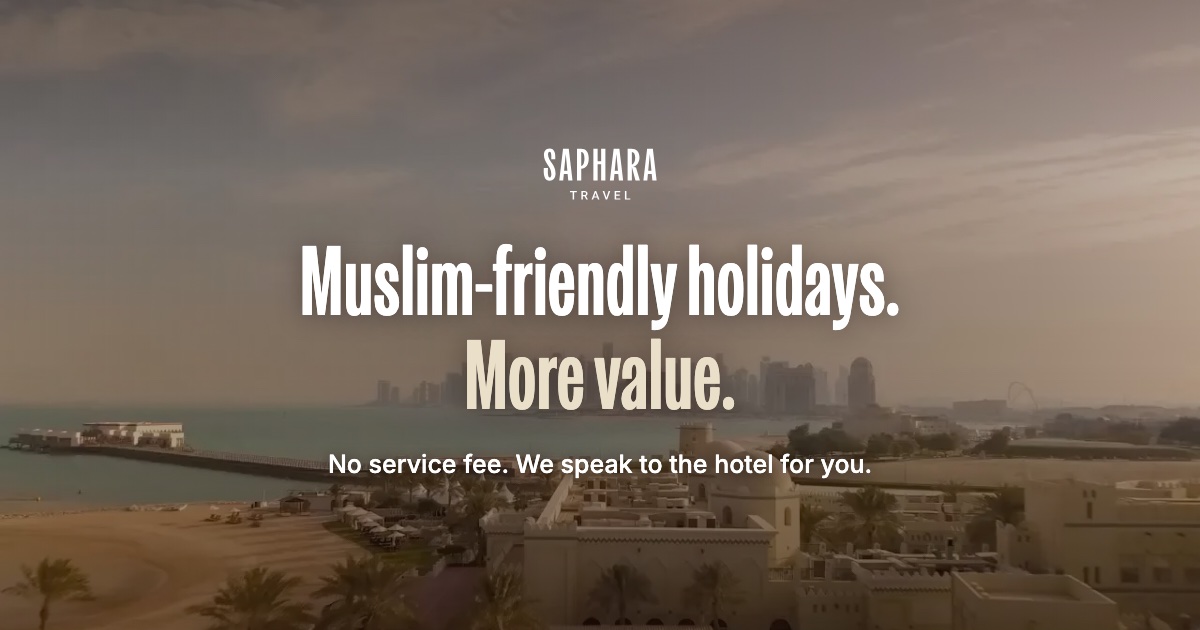 SAPHARA
TRAVEL
Muslim-friendly holidays.
More value.
No service fee. We speak to the hotel for you.